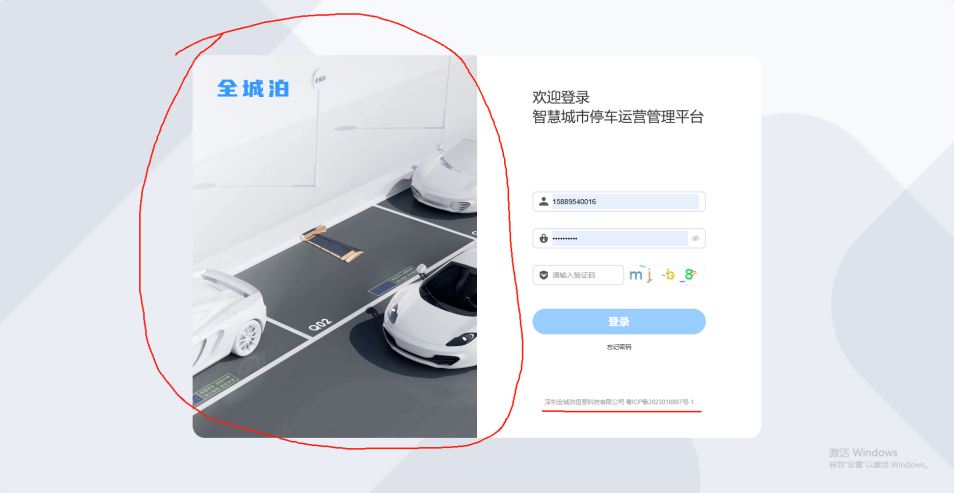 全城泊
欢迎登录
智慧城市停车运营管理平台
15889540016
请输入验证码
mj b_8
登录
忘记密码
Q02
深圳全城泊信息科技有限公司 粤ICP备2023018897号-1
激活 Windows
转到"设置"以激活 Windows。